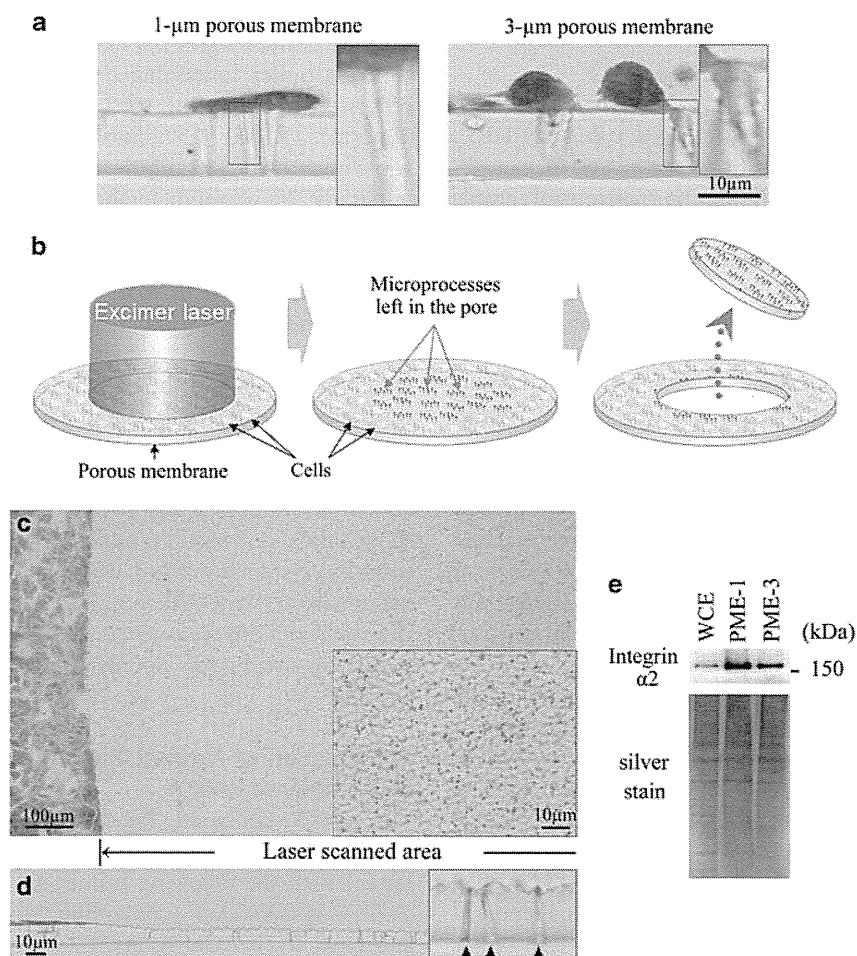 a
1-µm porous membrane
3-µm porous membrane
10µm
b
Excimer laser
Microprocesses
left in the pore
Porous membrane
Cells
c
100µm
10µm
Laser scanned area
d
10µm
e
WCE
PME-1
PME-3
(kDa)
Integrin
α2
150
silver
stain